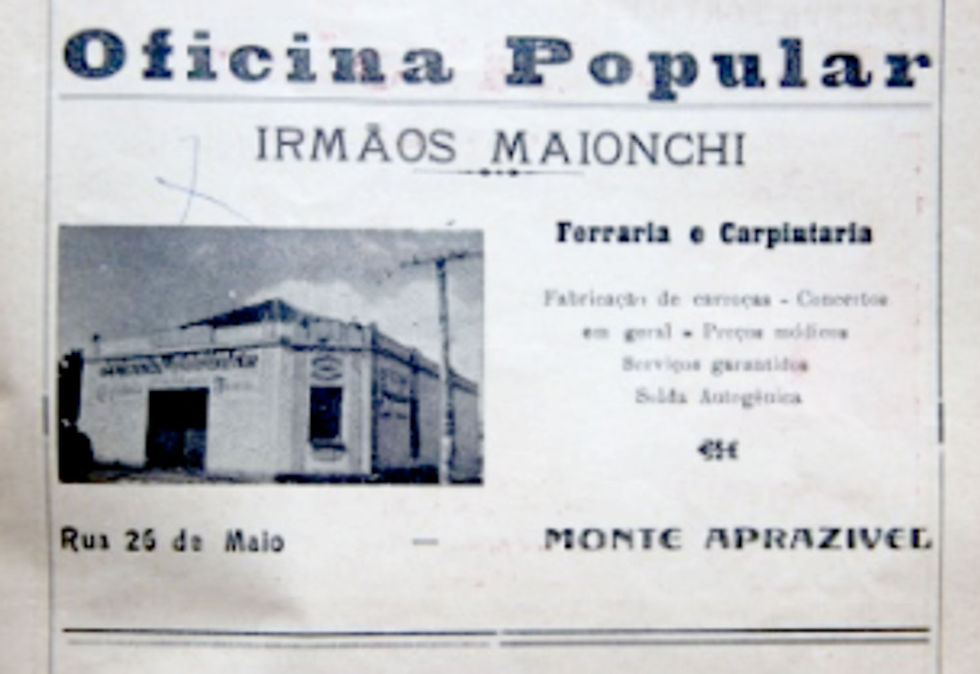 Oficina Popular
IRMÃOS MAIONCHI
Ferraria e Carpintaria
Fabricação de carroças - Concertos
em geral - Preços módicos
Serviços garantidos
Solda Autogênica
Rua 26 de Maio — MONTE APRAZIVEL